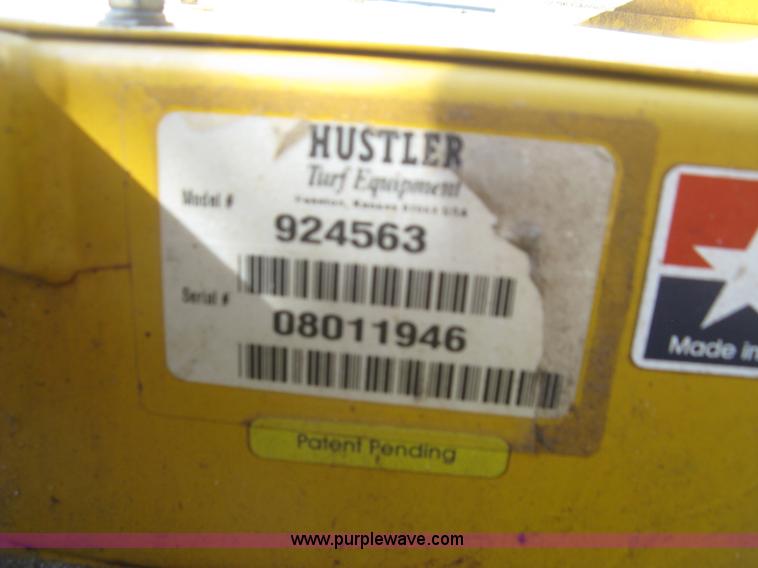 HUSTLER
Turf Equipment
Model #
924563
Serial #
08011946
Made in
Patent Pending
www.purplewave.com